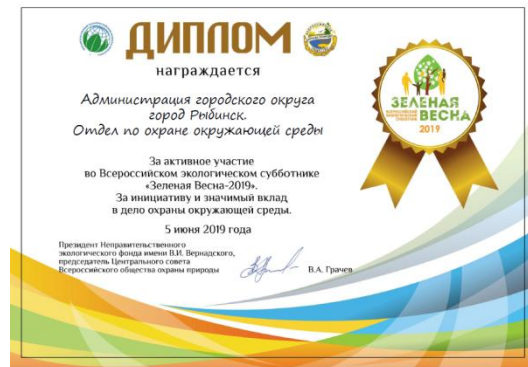 ДИПЛОМ
награждается
Администрация городского округа
город Рыбинск.
Отдел по охране окружающей среды
За активное участие
во Всероссийском экологическом субботнике
«Зеленая Весна-2019».
За инициативу и значимый вклад
в дело охраны окружающей среды.
5 июня 2019 года
Президент Неправительственного
экологического фонда имени В.И. Вернадского,
председатель Центрального совета
Всероссийского общества охраны природы
В.А. Грачев
ЗЕЛЕНАЯ
ВЕСНА
2019